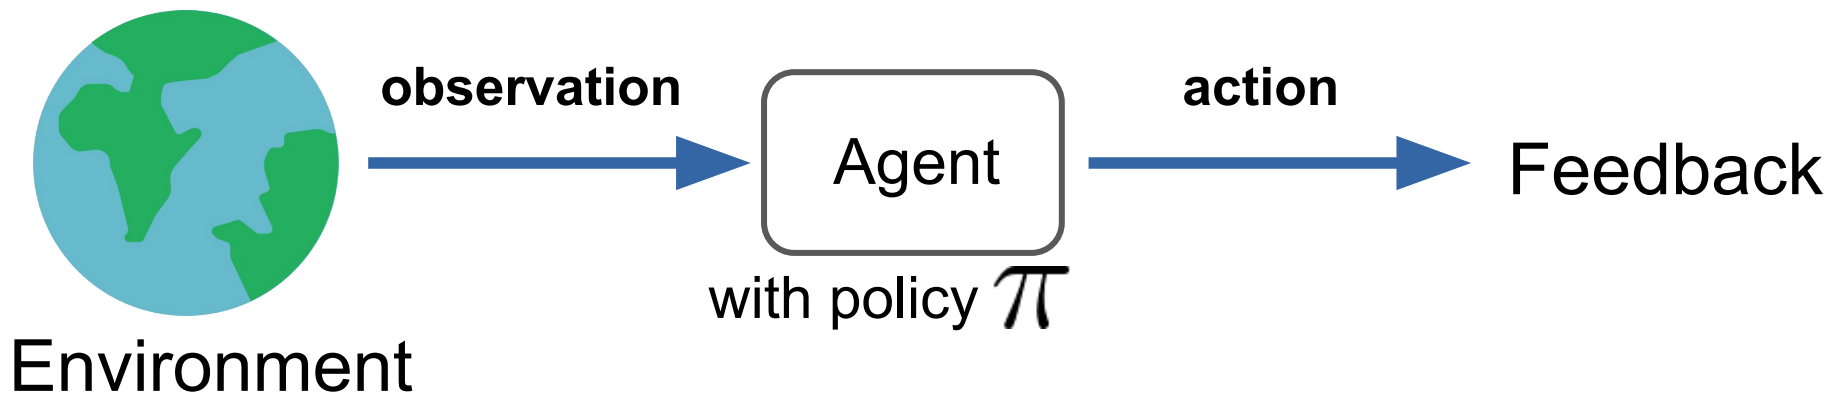 observation
action
Agent
Feedback
with policy π
Environment